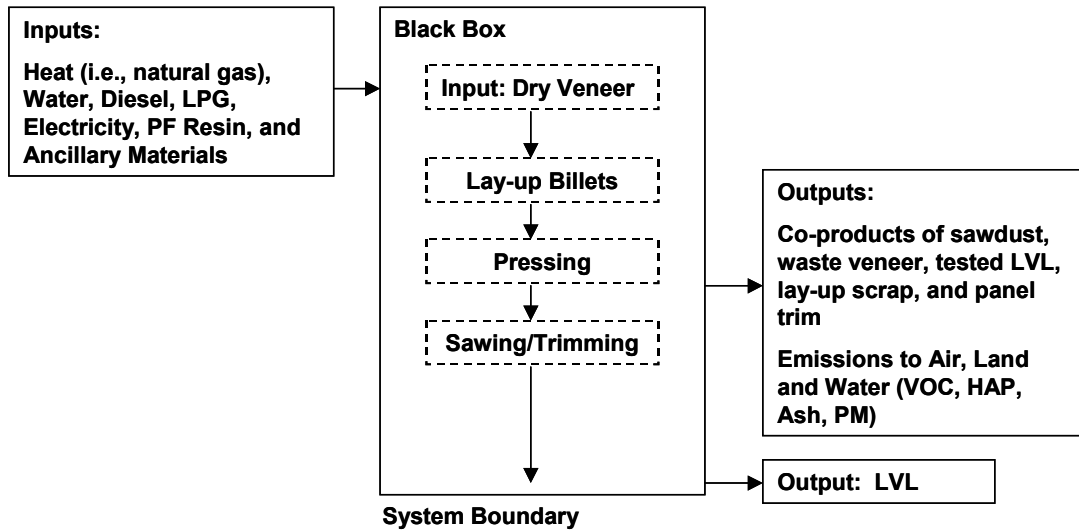 Inputs:
Heat (i.e., natural gas),
Water, Diesel, LPG,
Electricity, PF Resin, and
Ancillary Materials
Black Box
Input: Dry Veneer
Lay-up Billets
Pressing
Sawing/Trimming
System Boundary
Outputs:
Co-products of sawdust,
waste veneer, tested LVL,
lay-up scrap, and panel
trim
Emissions to Air, Land
and Water (VOC, HAP,
Ash, PM)
Output: LVL